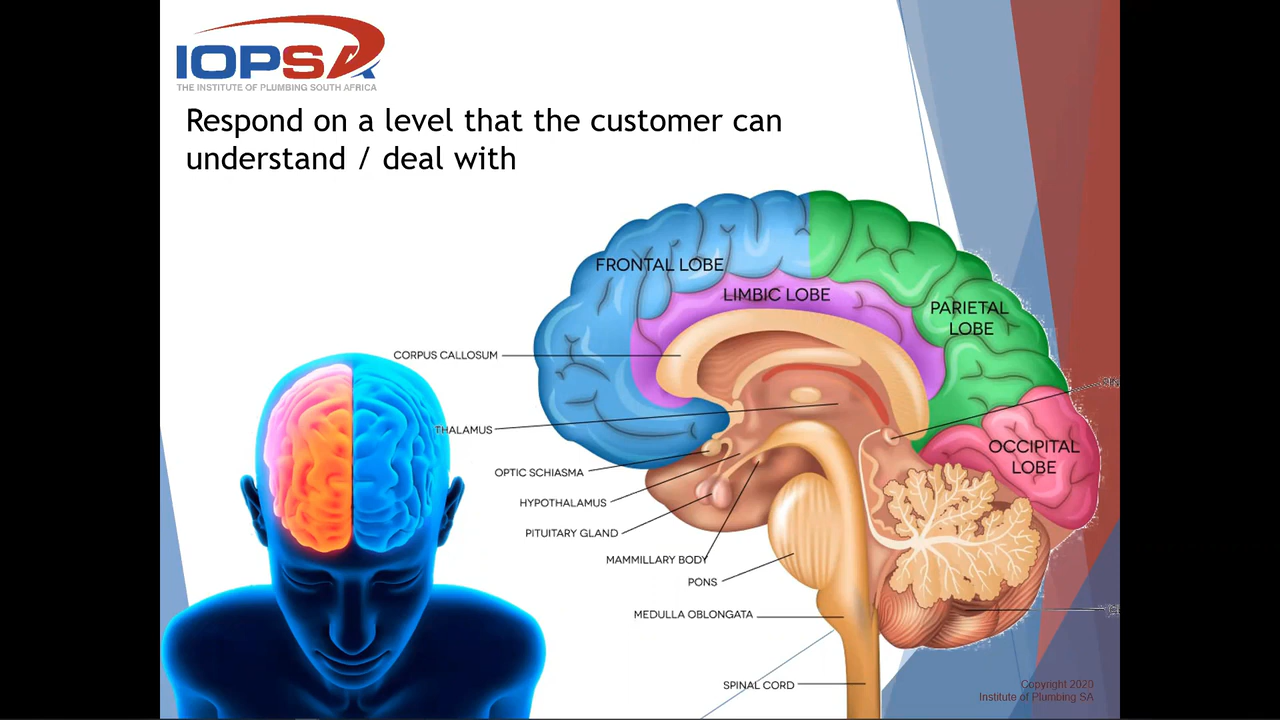 IOPSA
THE INSTITUTE OF PLUMBING SOUTH AFRICA
Respond on a level that the customer can
understand / deal with
FRONTAL LOBE
LIMBIC LOBE
PARIETAL
LOBE
CORPUS CALLOSUM
THALAMUS
OCCIPITAL
LOBE
OPTIC SCHIASMA
HYPOTHALAMUS
PITUITARY GLAND
MAMMILLARY BODY
PONS
MEDULLA OBLONGATA
SPINAL CORD
Copyright 2020
Institute of Plumbing SA